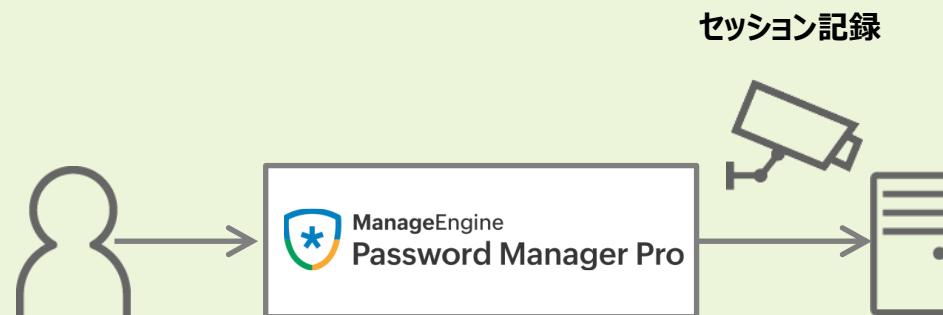 セッション記録
ManageEngine
Password Manager Pro